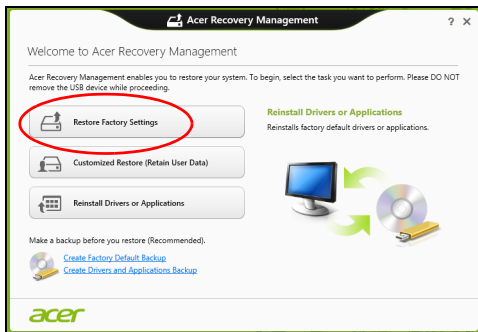 Acer Recovery Management
? X
Welcome to Acer Recovery Management
Acer Recovery Management enables you to restore your system. To begin, select the task you want to perform. Please DO NOT
remove the USB device while proceeding.
Restore Factory Settings
Customized Restore (Retain User Data)
Reinstall Drivers or Applications
Reinstall Drivers or Applications
Reinstalls factory default drivers or applications.
Make a backup before you restore (Recommended).
Create Factory Default Backup
Create Drivers and Applications Backup
acer